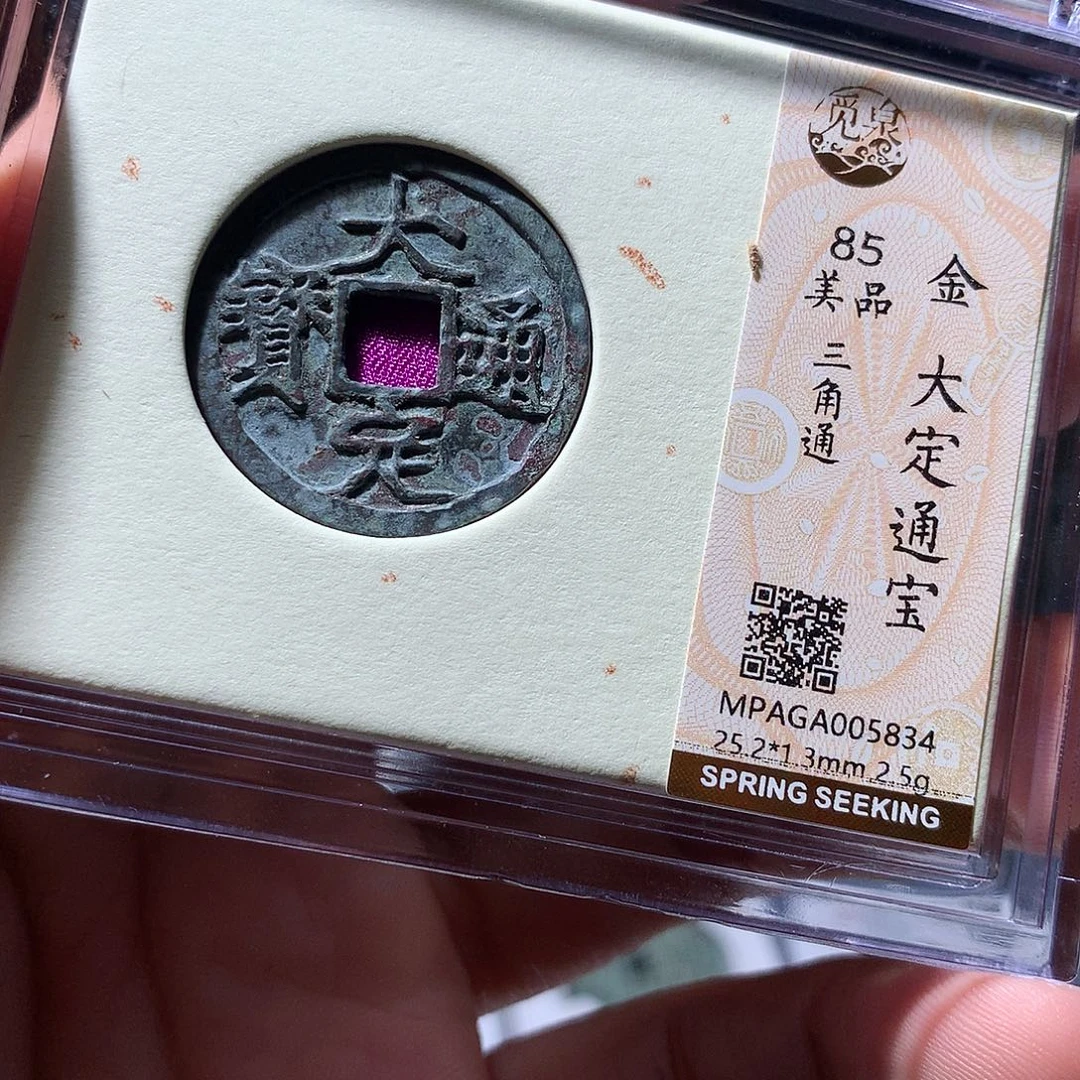 大定通寳
觅泉
金 大定通宝
85
美品
三角通
MPAGA005834
25.2*1.3mm 2.5g
SPRING SEEKING